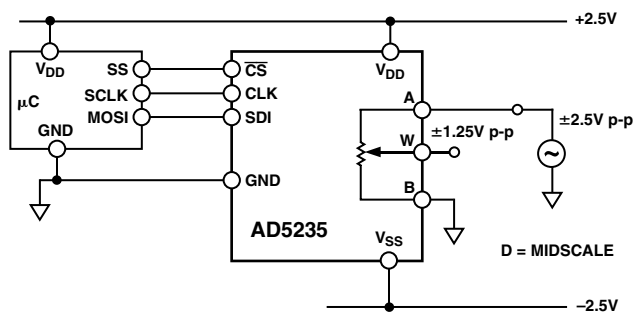 +2.5V
VDD
SS
SCLK
MOSI
GND
μC
CS
CLK
SDI
GND
VDD
A
W
B
±1.25V p-p
±2.5V p-p
~
AD5235
VSS
D = MIDSCALE
–2.5V